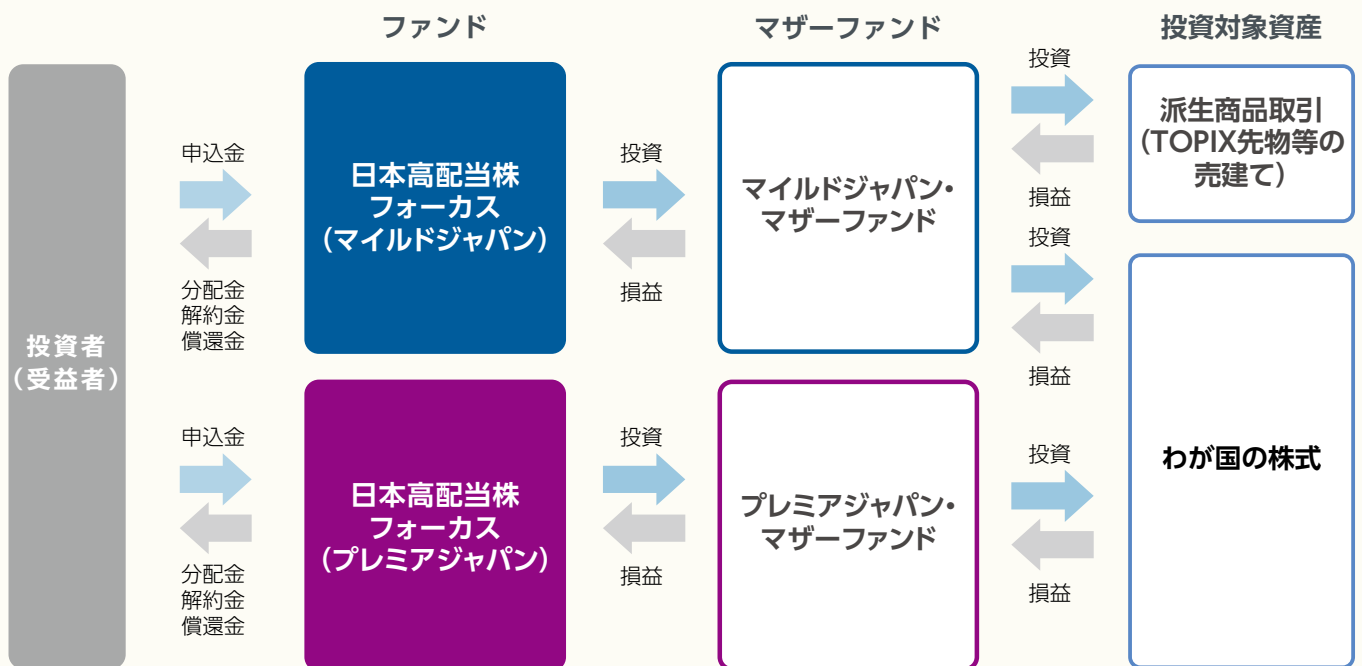 ファンド
マザーファンド
投資対象資産
投資者
(受益者)
申込金
分配金
解約金
償還金
日本高配当株
フォーカス
(マイルドジャパン)
投資
損益
マイルドジャパン・
マザーファンド
投資
損益
派生商品取引
(TOPIX先物等の
売建て)
投資
損益
申込金
分配金
解約金
償還金
日本高配当株
フォーカス
(プレミアジャパン)
投資
損益
プレミアジャパン・
マザーファンド
投資
損益
わが国の株式